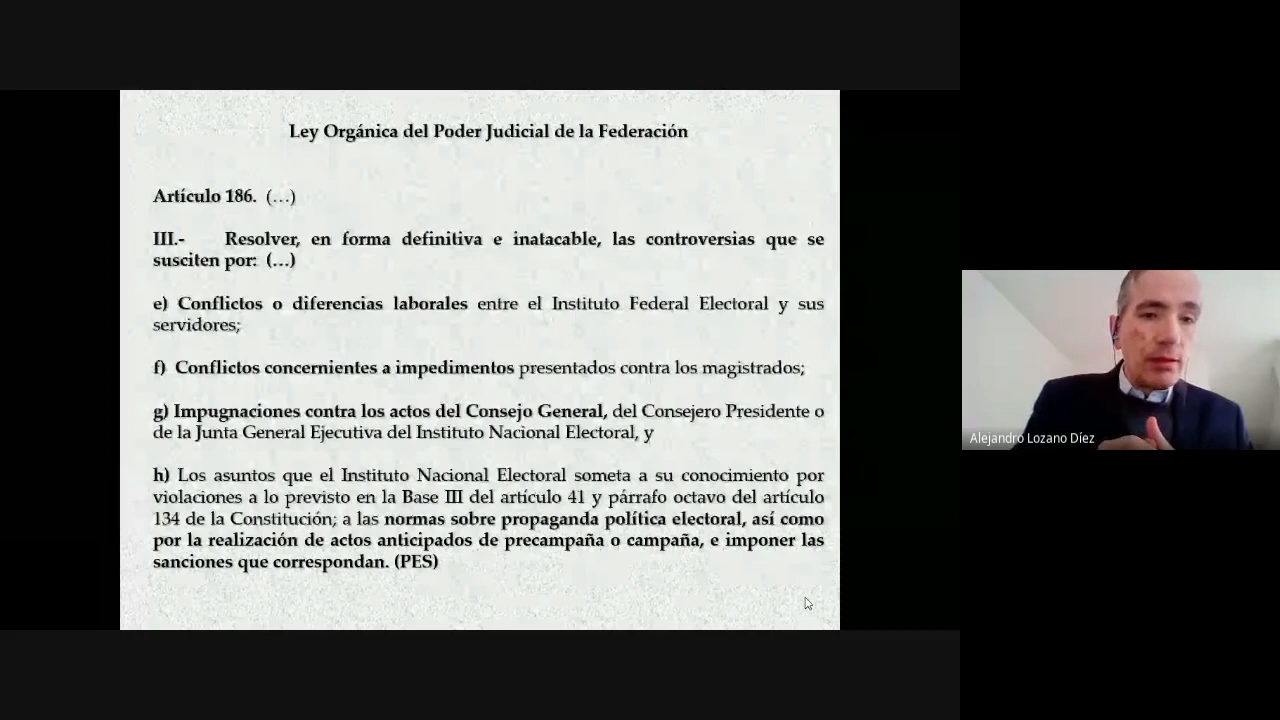 Ley Orgánica del Poder Judicial de la Federación
Artículo 186. (…)
III.- Resolver, en forma definitiva e inatacable, las controversias que se
susciten por: (…)
e) Conflictos o diferencias laborales entre el Instituto Federal Electoral y sus
servidores;
f) Conflictos concernientes a impedimentos presentados contra los magistrados;
g) Impugnaciones contra los actos del Consejo General, del Consejero Presidente o
de la Junta General Ejecutiva del Instituto Nacional Electoral, y
h) Los asuntos que el Instituto Nacional Electoral someta a su conocimiento por
violaciones a lo previsto en la Base III del artículo 41 y párrafo octavo del artículo
134 de la Constitución; a las normas sobre propaganda política electoral, así como
por la realización de actos anticipados de precampaña o campaña, e imponer las
sanciones que correspondan. (PES)
Alejandro Lozano Díez